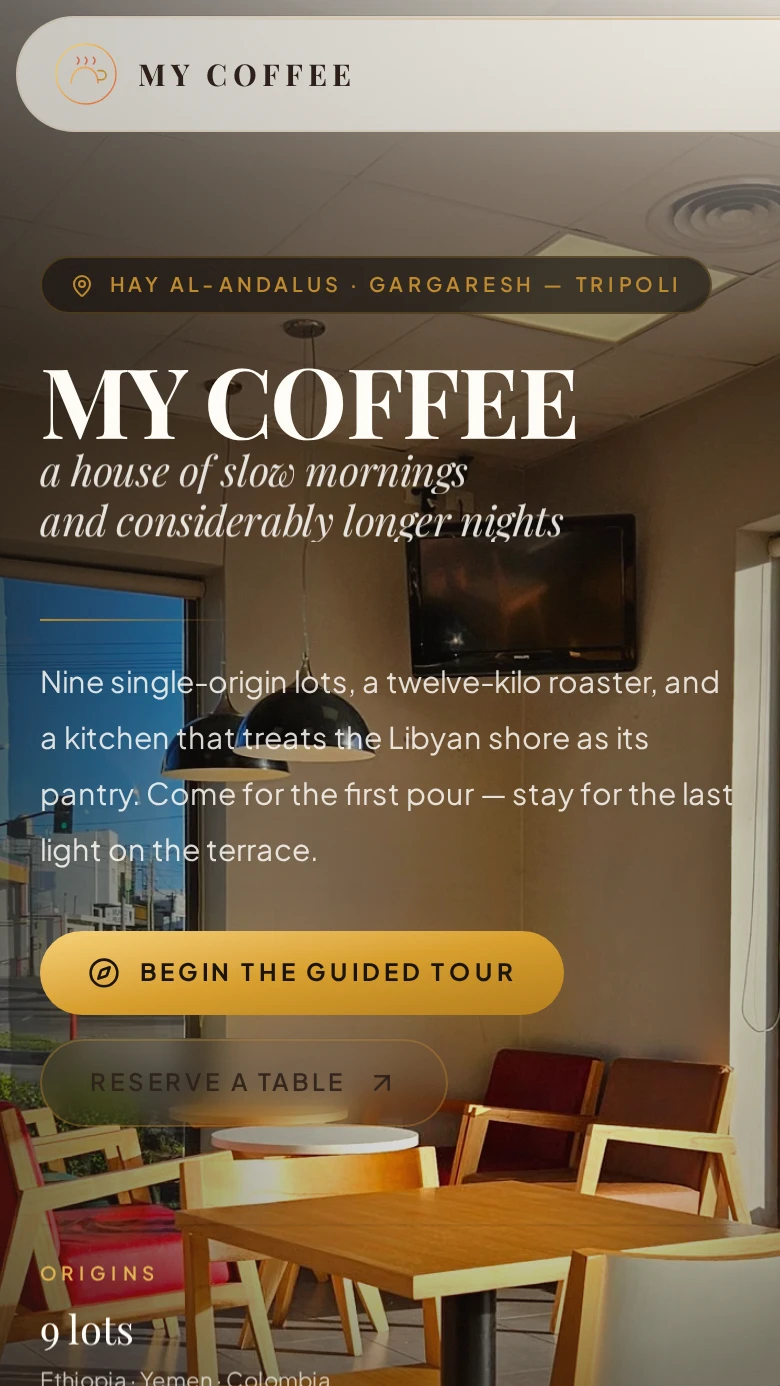 MY COFFEE
HAY AL-ANDALUS · GARGARESH — TRIPOLI
MY COFFEE
a house of slow mornings
and considerably longer nights
Nine single-origin lots, a twelve-kilo roaster, and
a kitchen that treats the Libyan shore as its
pantry. Come for the first pour — stay for the last
light on the terrace.
BEGIN THE GUIDED TOUR
RESERVE A TABLE
ORIGINS
9 lots
Ethiopia · Yemen · Colombia